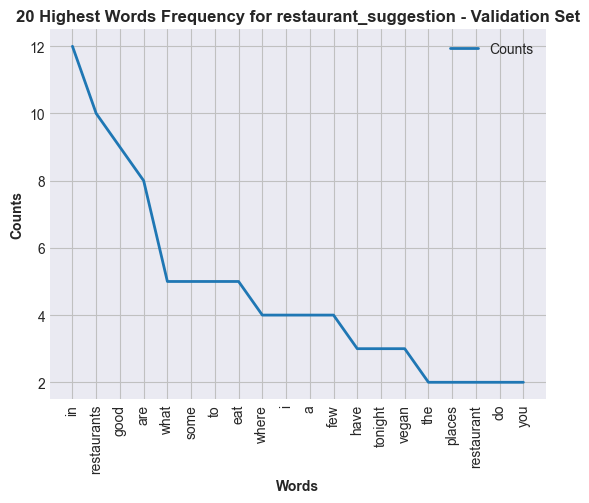 20 Highest Words Frequency for restaurant_suggestion - Validation Set
Counts
12
10
8
6
4
2
Counts
in
restaurants
good
are
what
some
to
eat
where
i
a
few
have
tonight
vegan
the
places
restaurant
do
you
Words